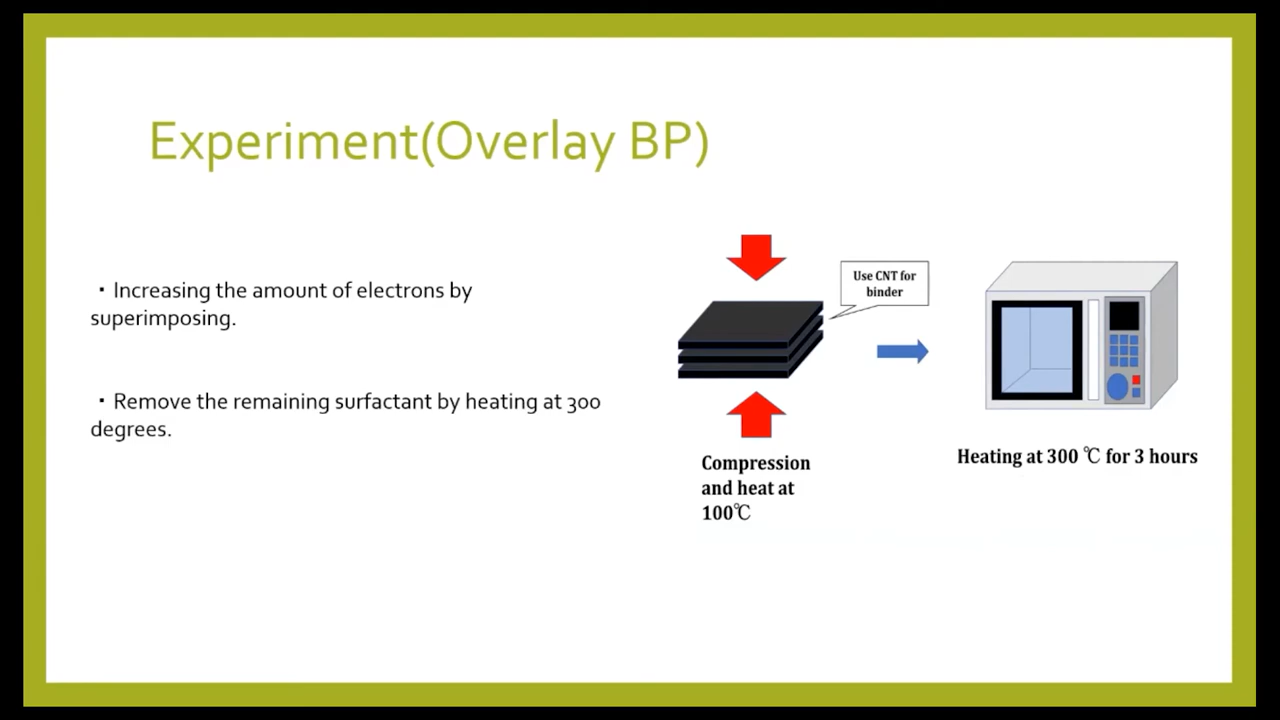 Experiment(Overlay BP)
・Increasing the amount of electrons by
superimposing.
・Remove the remaining surfactant by heating at 300
degrees.
Use CNT for
binder
Compression
and heat at
100℃
Heating at 300 ℃ for 3 hours